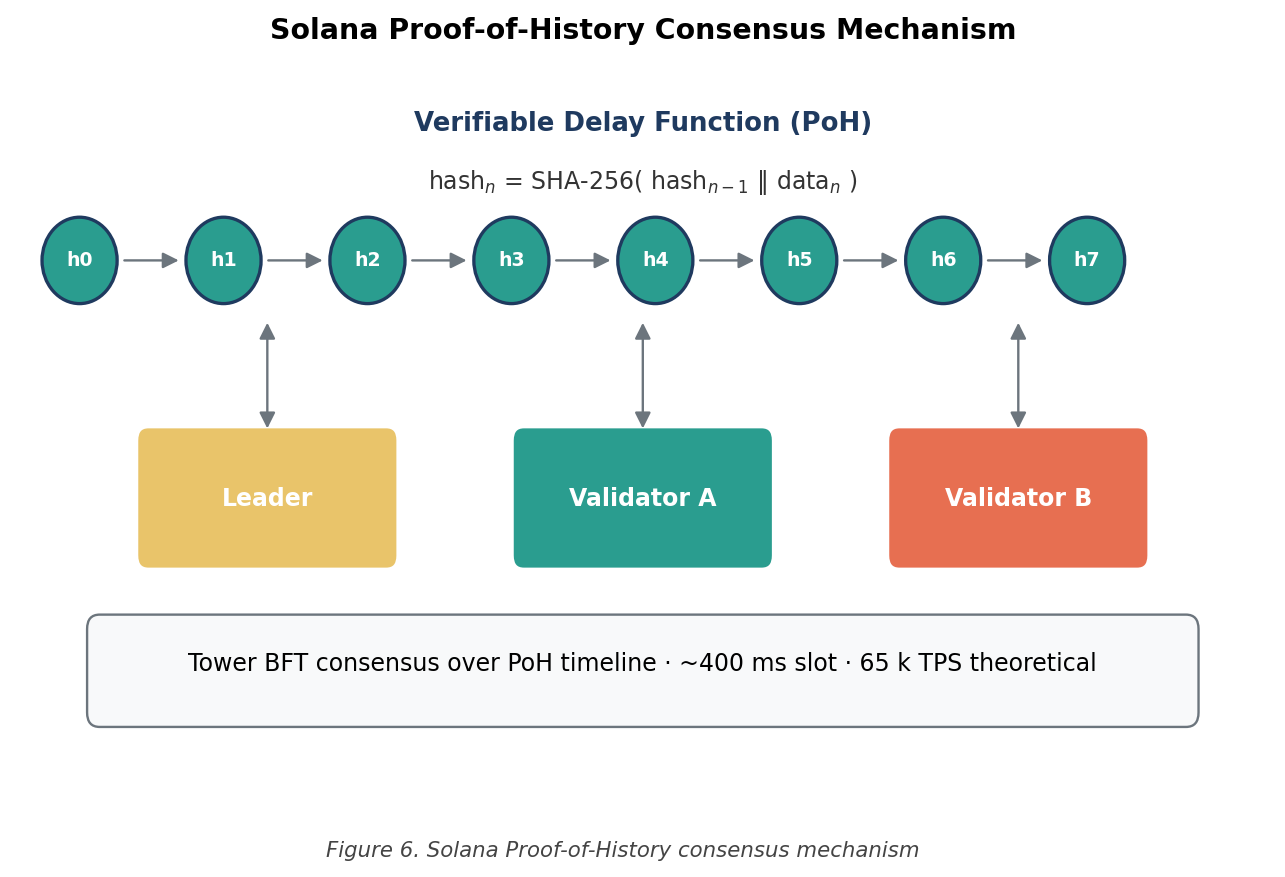 Solana Proof-of-History Consensus Mechanism
Verifiable Delay Function (PoH)
hashₙ = SHA-256( hashₙ₋₁ ‖ dataₙ )
h0 h1 h2 h3 h4 h5 h6 h7
Leader Validator A Validator B
Tower BFT consensus over PoH timeline · ~400 ms slot · 65 k TPS theoretical
Figure 6. Solana Proof-of-History consensus mechanism